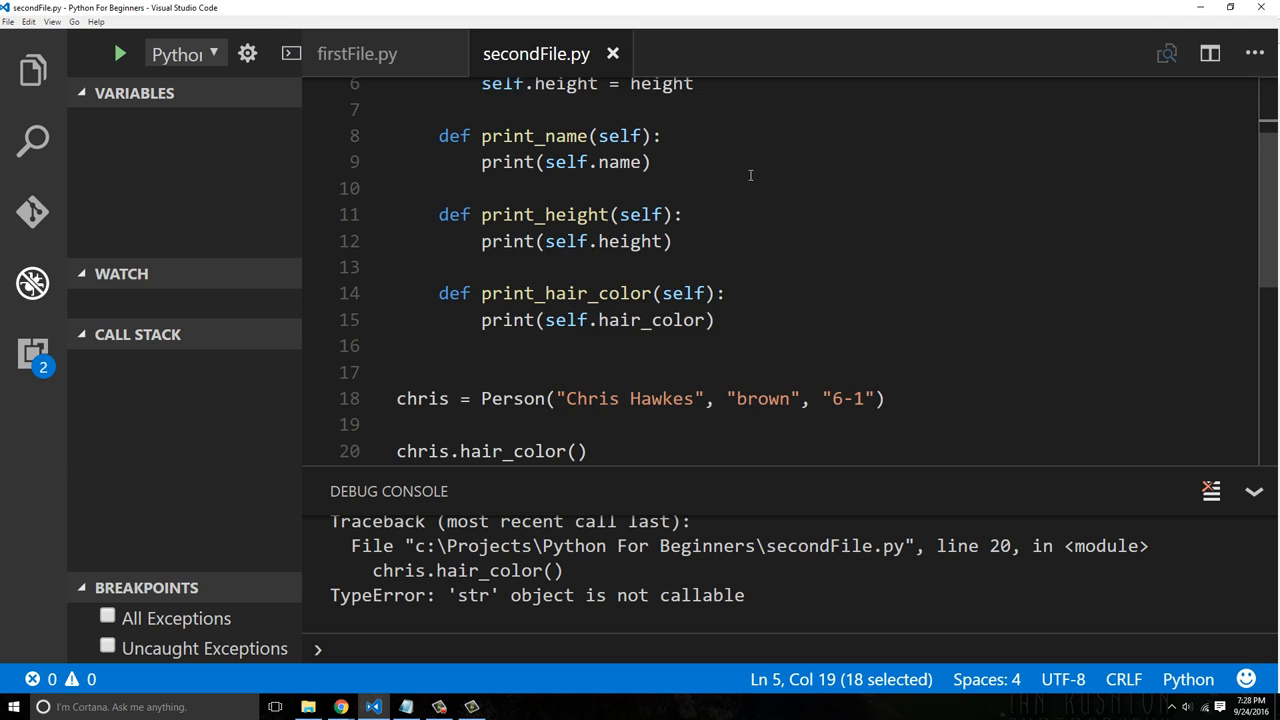 secondFile.py - Python For Beginners - Visual Studio Code
File Edit View Go Help
Pythor
firstFile.py
secondFile.py
VARIABLES
WATCH
CALL STACK
BREAKPOINTS
All Exceptions
Uncaught Exceptions
2
6 self.height = height
7
8 def print_name(self):
9 print(self.name)
10
11 def print_height(self):
12 print(self.height)
13
14 def print_hair_color(self):
15 print(self.hair_color)
16
17
18 chris = Person("Chris Hawkes", "brown", "6-1")
19
20 chris.hair_color()
DEBUG CONSOLE
Traceback (most recent call last):
File "c:\Projects\Python For Beginners\secondFile.py", line 20, in <module>
chris.hair_color()
TypeError: 'str' object is not callable
0 0
Ln 5, Col 19 (18 selected) Spaces: 4 UTF-8 CRLF Python
I'm Cortana. Ask me anything.
7:28 PM
9/24/2016